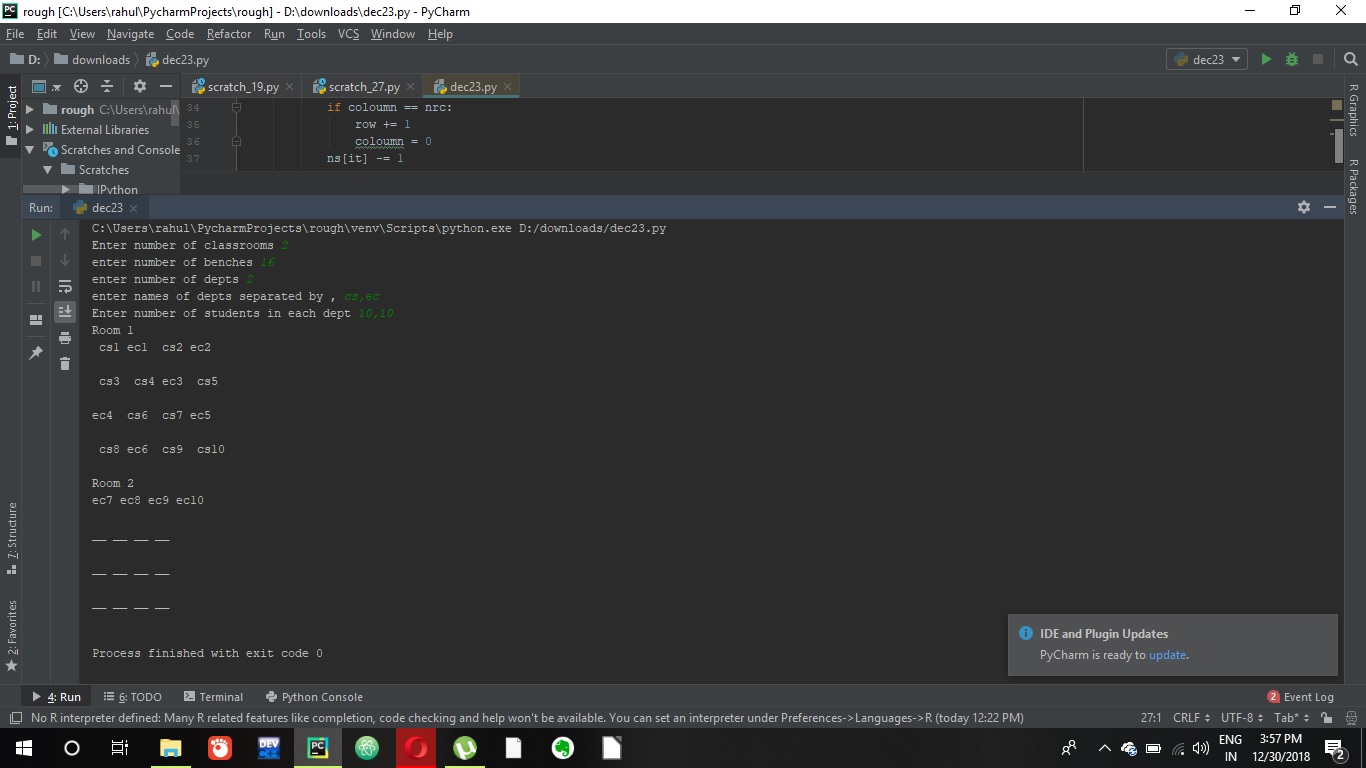 rough [C:\Users\rahul\PycharmProjects\rough] - D:\downloads\dec23.py - PyCharm
File Edit View Navigate Code Refactor Run Tools VCS Window Help
D: downloads dec23.py
dec23
1: Project
scratch_19.py scratch_27.py dec23.py
rough C:\Users\rahul\
External Libraries
Scratches and Console
Scratches
IPython
34 if coloumn == nrc:
35 row += 1
36 coloumn = 0
37 ns[it] -= 1
R Graphics
R Packages
Run: dec23
C:\Users\rahul\PycharmProjects\rough\venv\Scripts\python.exe D:/downloads/dec23.py
Enter number of classrooms 2
enter number of benches 16
enter number of depts 2
enter names of depts separated by , cs,ec
Enter number of students in each dept 10,10
Room 1
cs1 ec1 cs2 ec2
cs3 cs4 ec3 cs5
ec4 cs6 cs7 ec5
cs8 ec6 cs9 cs10
Room 2
ec7 ec8 ec9 ec10
__ __ __ __
__ __ __ __
__ __ __ __
Process finished with exit code 0
7: Structure
2: Favorites
IDE and Plugin Updates
PyCharm is ready to update.
4: Run 6: TODO Terminal Python Console 2 Event Log
No R interpreter defined: Many R related features like completion, code checking and help won't be available. You can set an interpreter under Preferences->Languages->R (today 12:22 PM) 27:1 CRLF UTF-8 Tab*
DEV
PC
ENG
IN
3:57 PM
12/30/2018
2